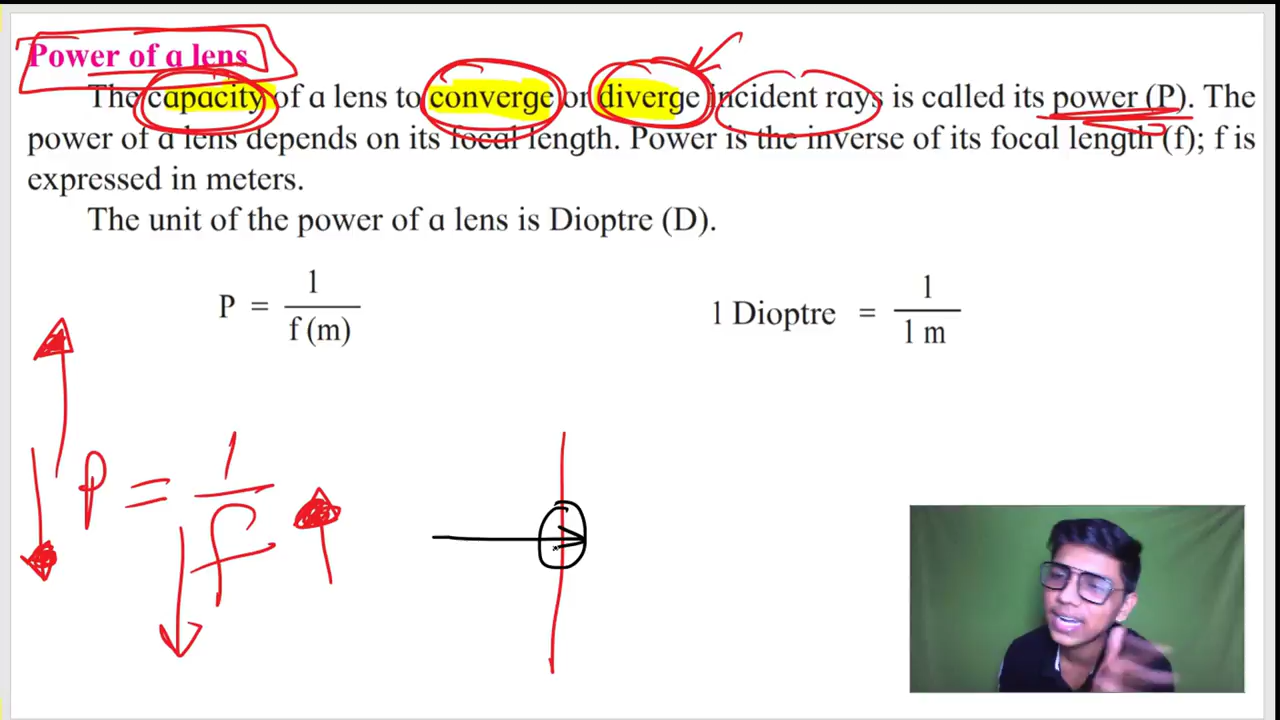 Power of a lens
The capacity of a lens to converge or diverge incident rays is called its power (P). The
power of a lens depends on its focal length. Power is the inverse of its focal length (f); f is
expressed in meters.
The unit of the power of a lens is Dioptre (D).
P = 1 / f (m)
1 Dioptre = 1 / 1 m
P = 1 / f